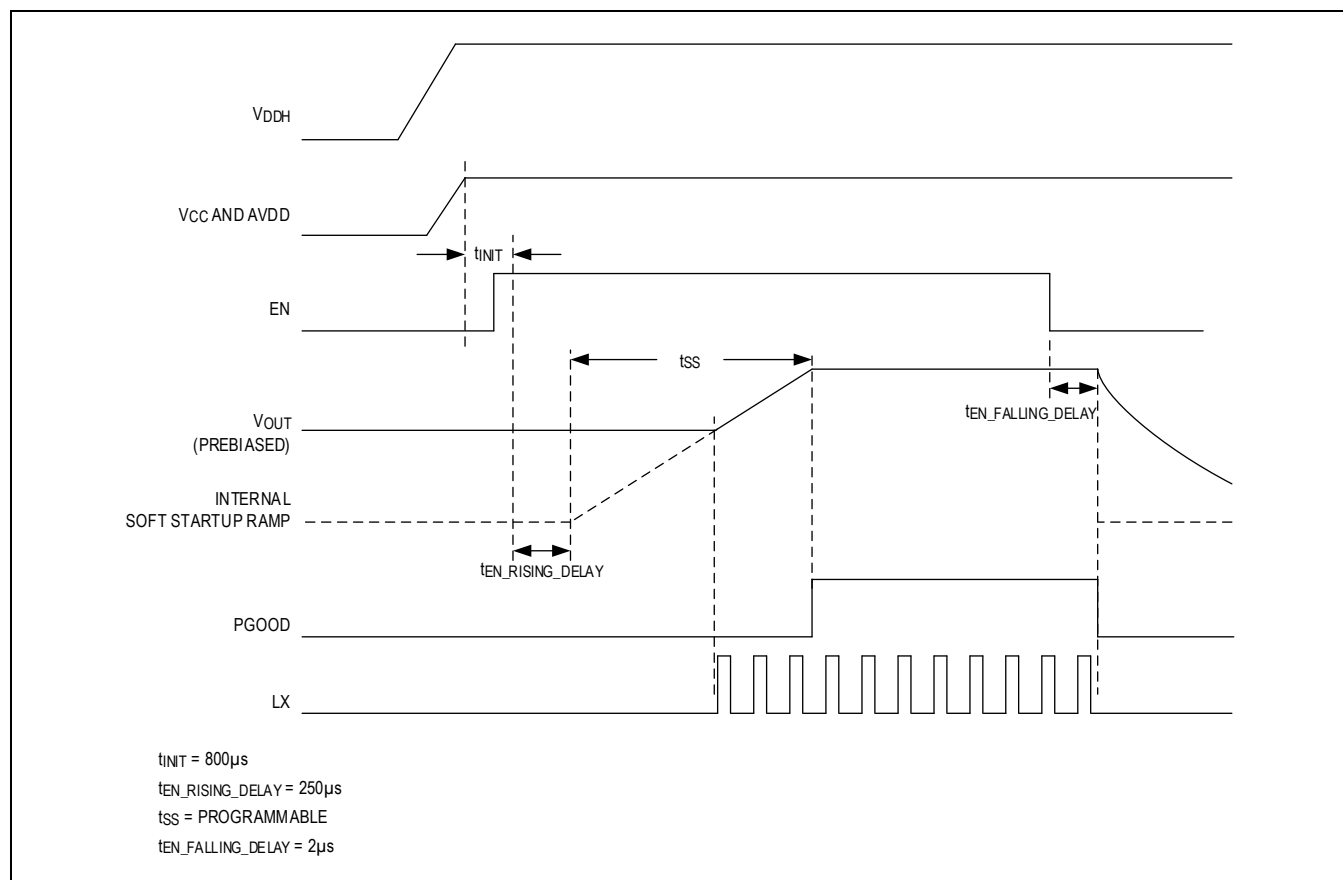 VDDH
VCC AND AVDD
tINIT
EN
tSS
tEN_FALLING_DELAY
VOUT
(PREBIASED)
INTERNAL
SOFT STARTUP RAMP
tEN_RISING_DELAY
PGOOD
LX
tINIT = 800µs
tEN_RISING_DELAY = 250µs
tSS = PROGRAMMABLE
tEN_FALLING_DELAY = 2µs